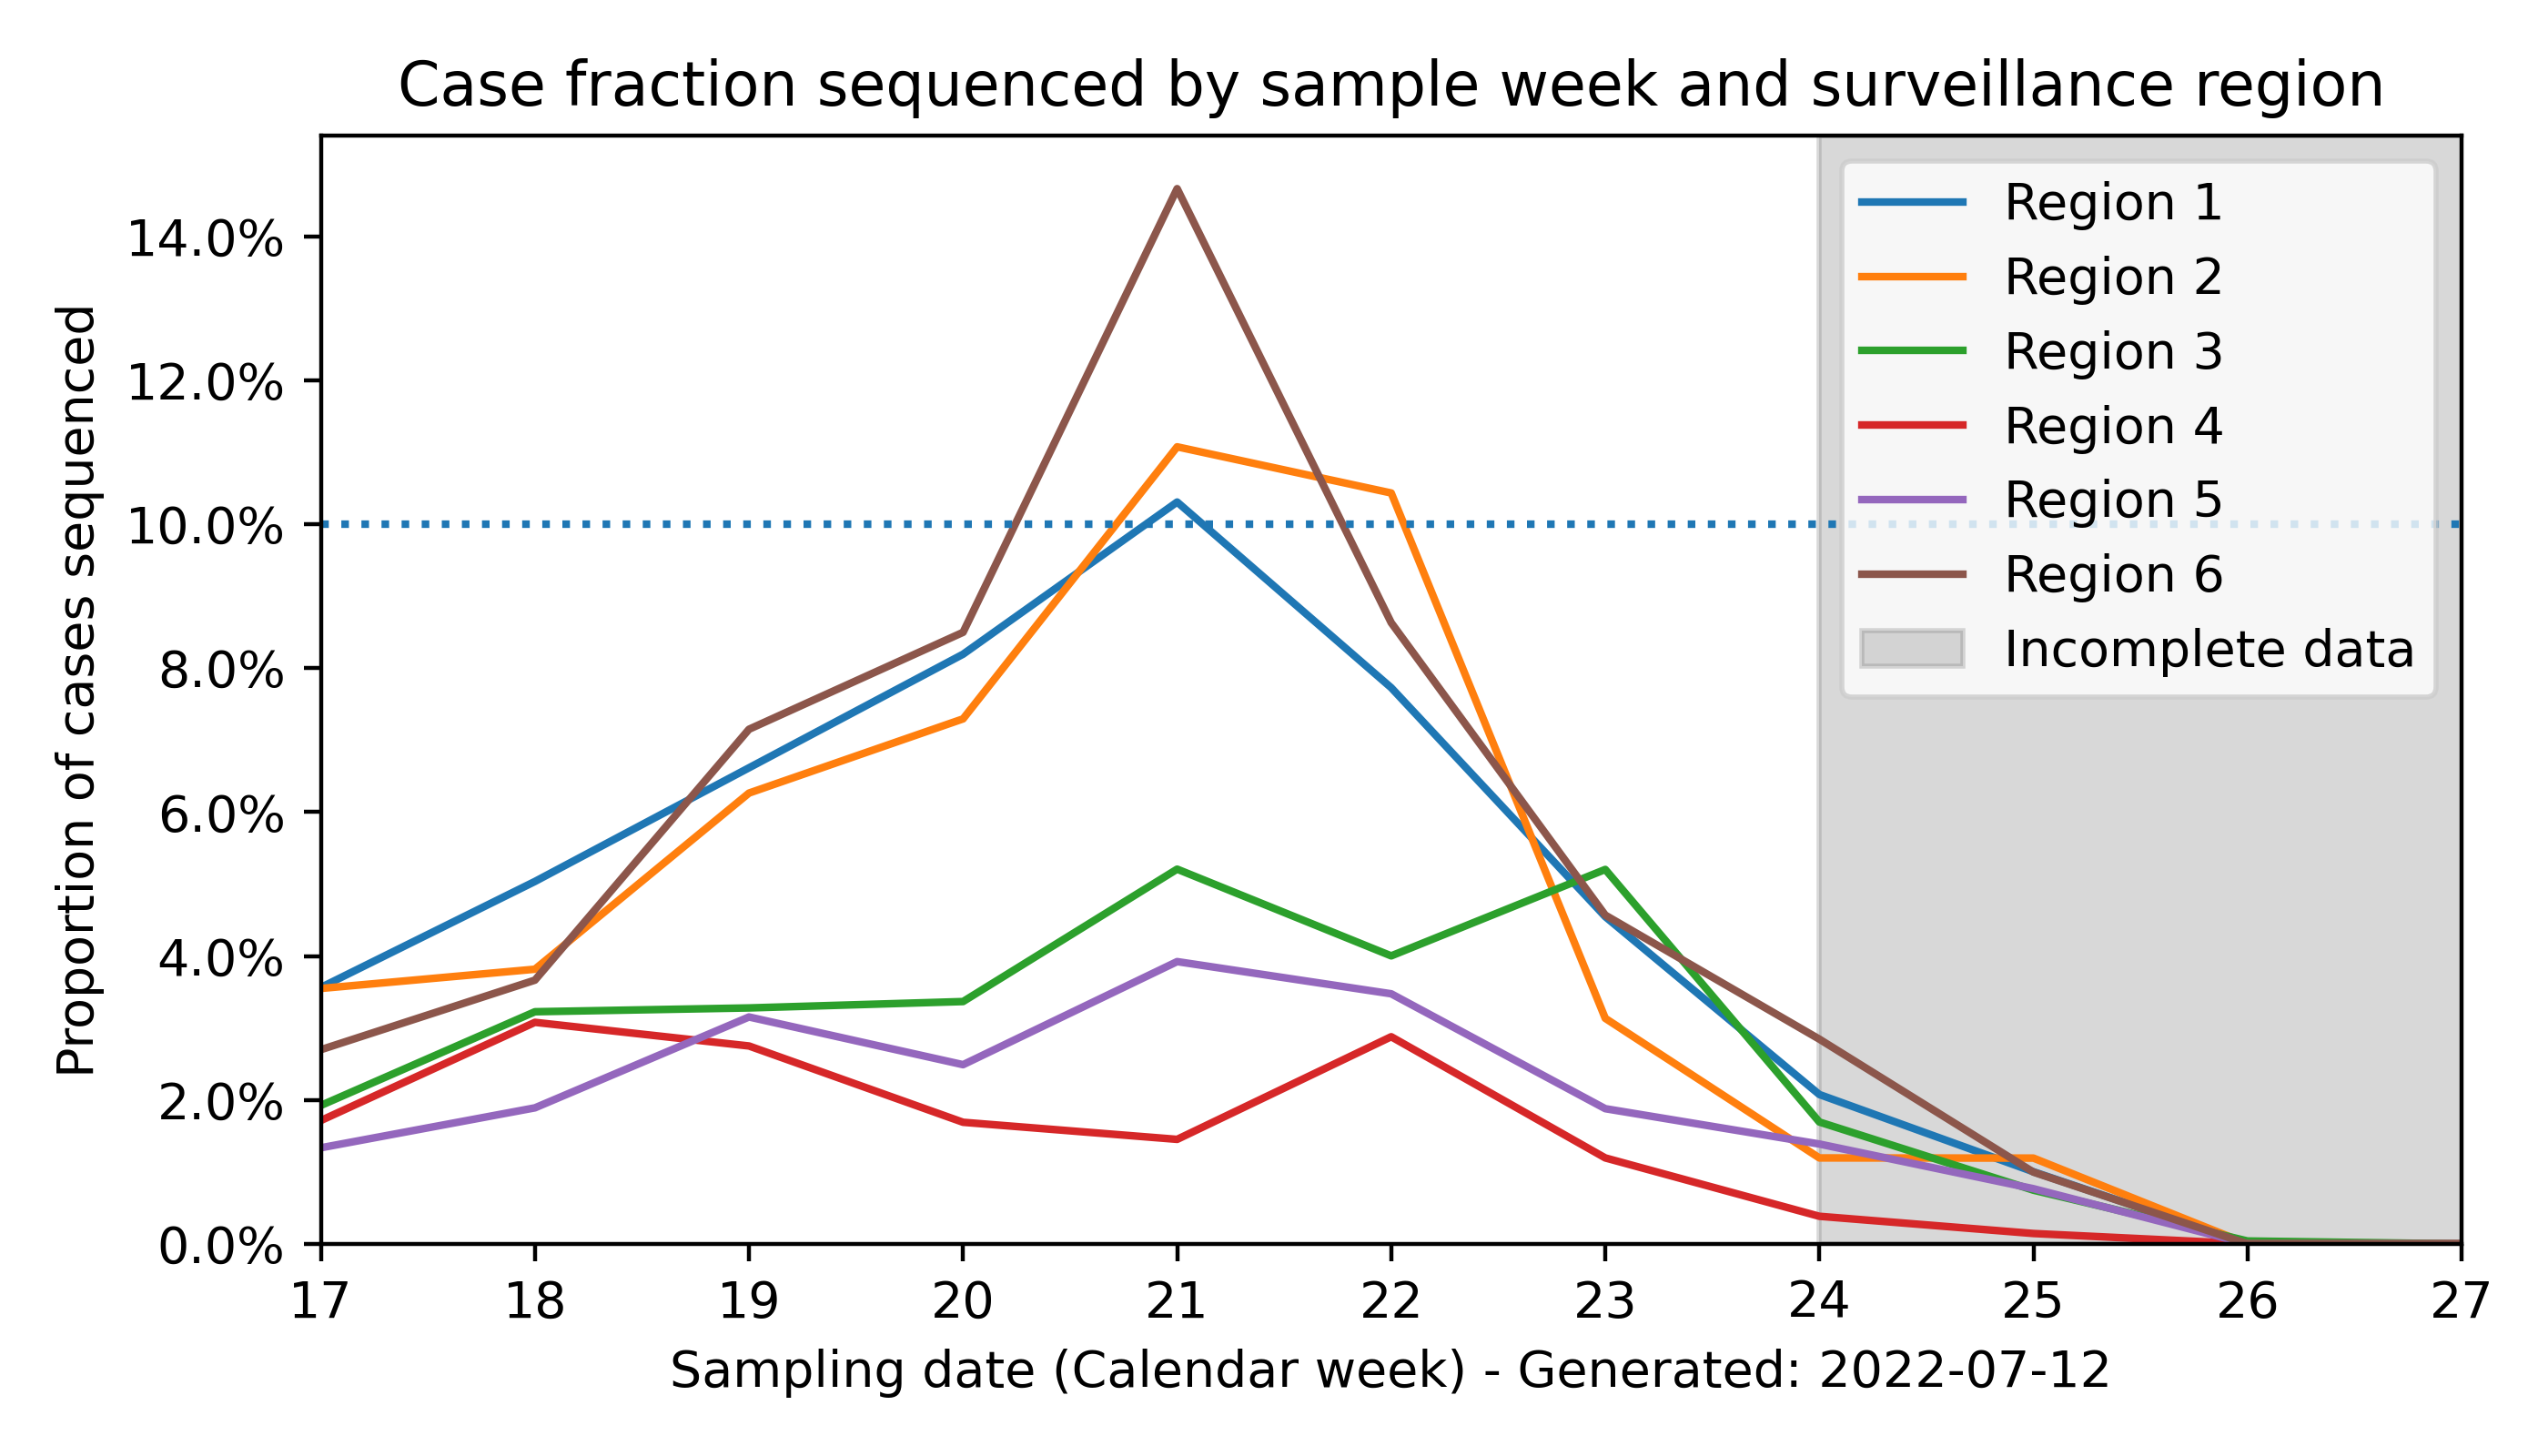 Case fraction sequenced by sample week and surveillance region
Proportion of cases sequenced
14.0%
12.0%
10.0%
8.0%
6.0%
4.0%
2.0%
0.0%
Region 1
Region 2
Region 3
Region 4
Region 5
Region 6
Incomplete data
17 18 19 20 21 22 23 24 25 26 27
Sampling date (Calendar week) - Generated: 2022-07-12